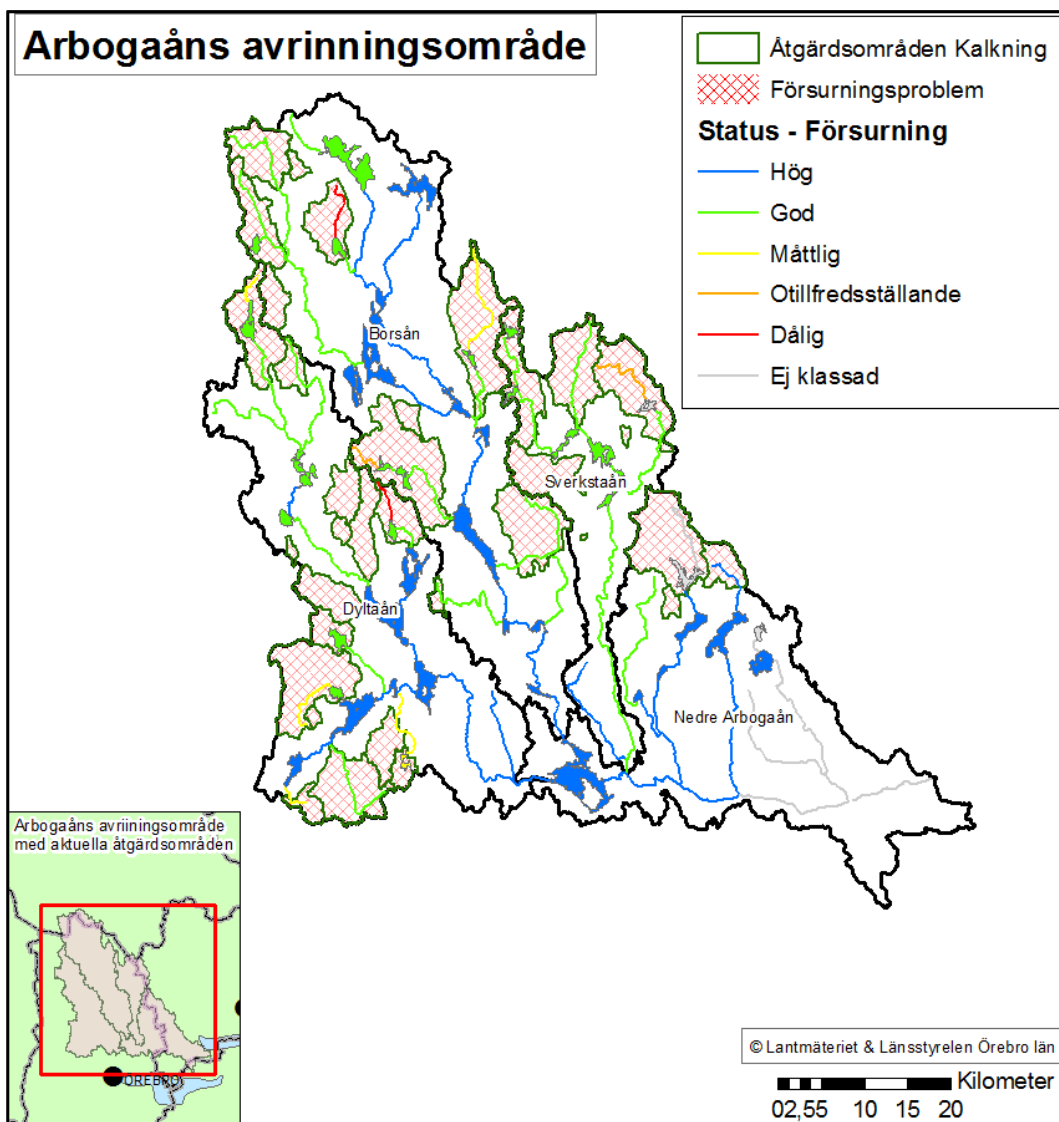 Arbogaåns avrinningsområde
Åtgärdsområden Kalkning
Försurningsproblem
Status - Försurning
Hög
God
Måttlig
Otillfredsställande
Dålig
Ej klassad
Borsån
Sverkstaån
Dyltaån
Nedre Arbogaån
Arbogaåns avriiningsområde
med aktuella åtgärdsområden
ÖREBRO
© Lantmäteriet & Länsstyrelen Örebro län
Kilometer
02,55 10 15 20